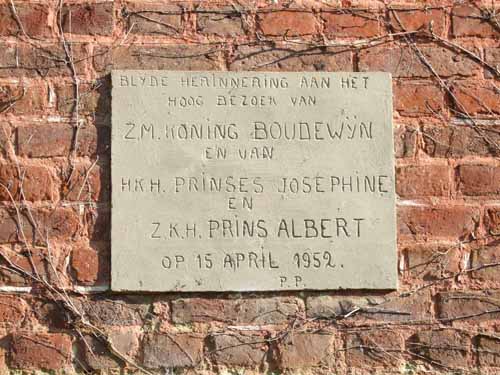 BLYDE HERINNERING AAN HET
HOOG BEZOEK VAN
Z.M. KONING BOUDEWŸN
EN VAN
H.K.H. PRINSES JOSEPHINE
EN
Z.K.H. PRINS ALBERT
OP 15 APRIL 1952.
P.P.